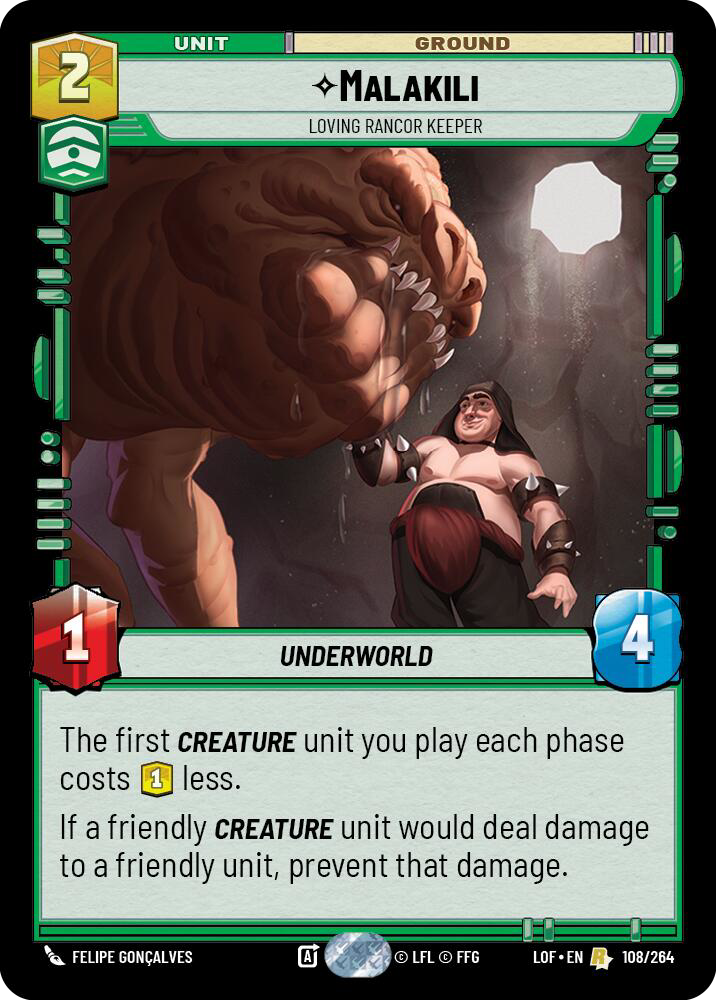 UNIT
GROUND
2
✧MALAKILI
LOVING RANCOR KEEPER
1
UNDERWORLD
4
The first CREATURE unit you play each phase
costs 1 less.
If a friendly CREATURE unit would deal damage
to a friendly unit, prevent that damage.
FELIPE GONÇALVES
A
© LFL © FFG
LOF • EN
R
108/264